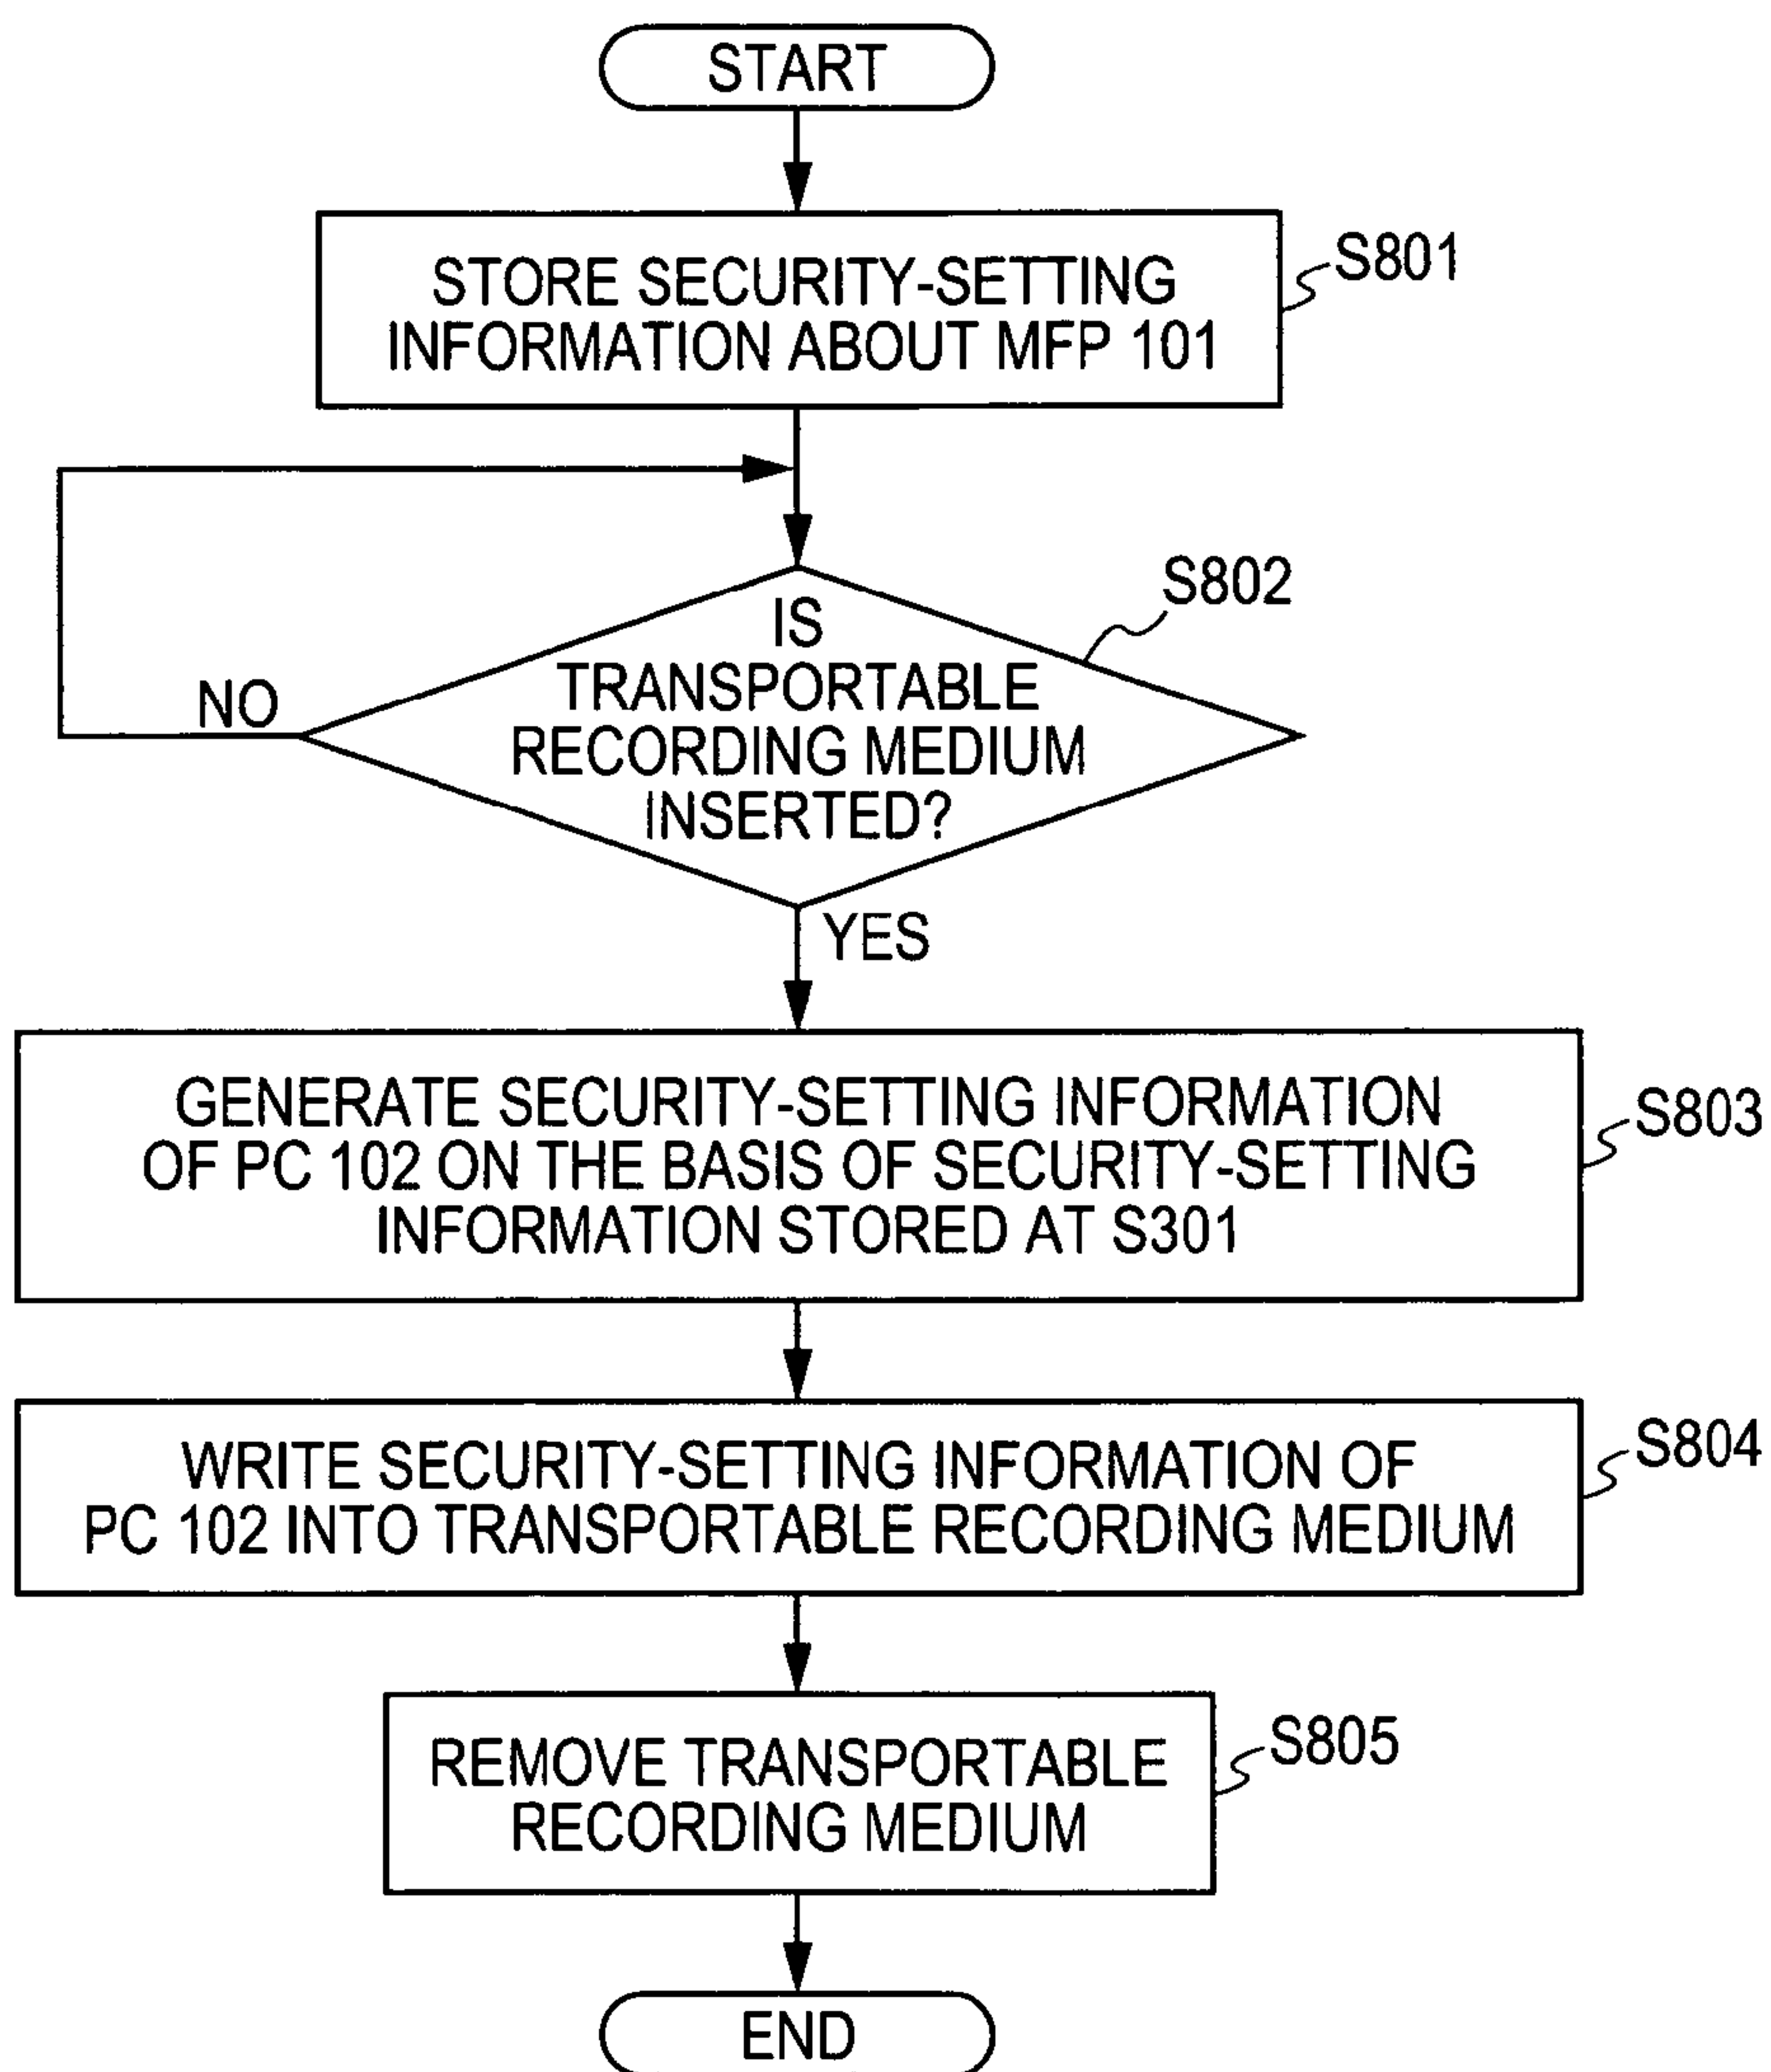 START
STORE SECURITY-SETTING
INFORMATION ABOUT MFP 101
S801
IS
TRANSPORTABLE
RECORDING MEDIUM
INSERTED?
S802
NO
YES
GENERATE SECURITY-SETTING INFORMATION
OF PC 102 ON THE BASIS OF SECURITY-SETTING
INFORMATION STORED AT S301
S803
WRITE SECURITY-SETTING INFORMATION OF
PC 102 INTO TRANSPORTABLE RECORDING MEDIUM
S804
REMOVE TRANSPORTABLE
RECORDING MEDIUM
S805
END